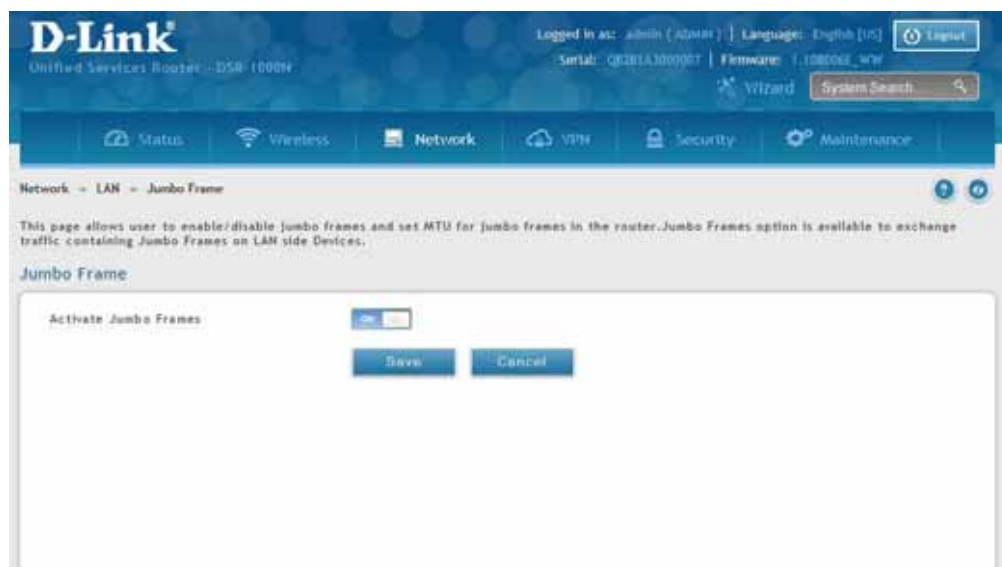 D-Link
Unified Services Router - DSR-1000N
Logged in as: admin ( ADMIN ) | Language: English [US]
Logout
Serial: | Firmware:
Wizard
System Search
Status
Wireless
Network
VPN
Security
Maintenance
Network » LAN » Jumbo Frame
This page allows user to enable/disable jumbo frames and set MTU for jumbo frames in the router.Jumbo Frames option is available to exchange
traffic containing Jumbo Frames on LAN side Devices.
Jumbo Frame
Activate Jumbo Frames
ON
Save
Cancel